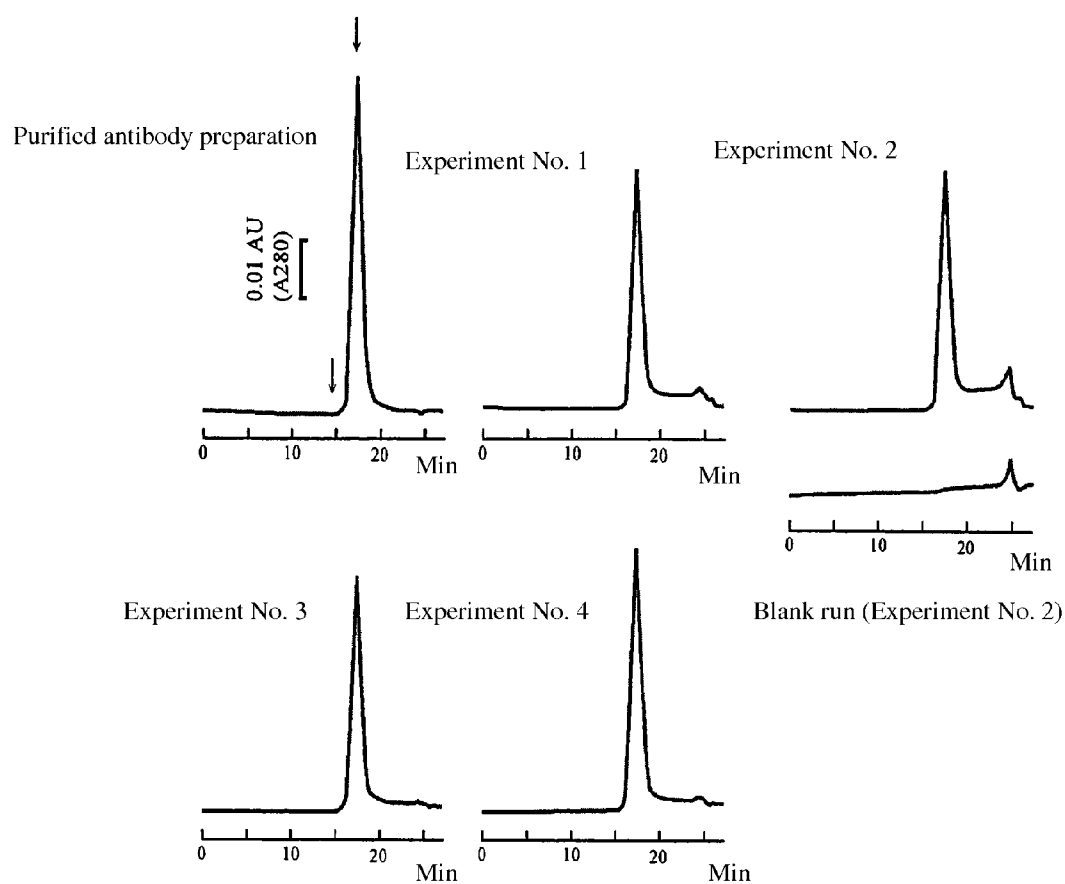 Purified antibody preparation
0.01 AU
(A280)
0 10 20
Min
Experiment No. 1
0 10 20
Min
Experiment No. 2
0 10 20
Min
Blank run (Experiment No. 2)
Experiment No. 3
0 10 20
Min
Experiment No. 4
0 10 20
Min